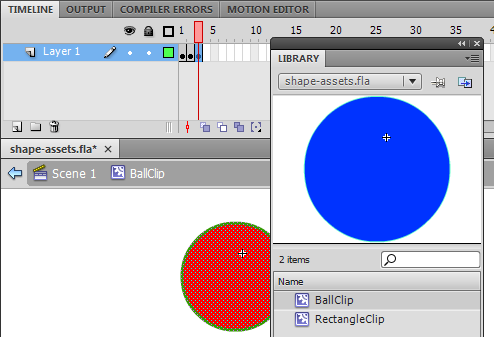 TIMELINE OUTPUT COMPILER ERRORS MOTION EDITOR
1 5 10 15 20 25 30 35 40
Layer 1
LIBRARY
shape-assets.fla
shape-assets.fla* ×
Scene 1 BallClip
2 items
Name
BallClip
RectangleClip